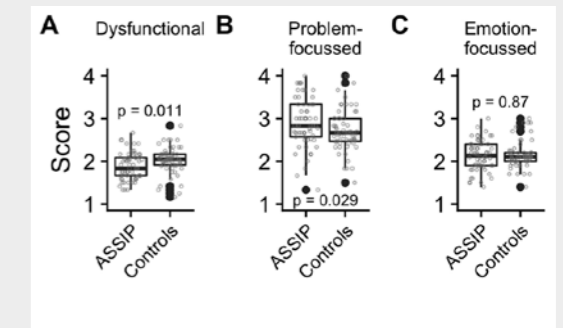 A Dysfunctional
B Problem-
focussed
C Emotion-
focussed
Score
4
3
2
1
p = 0.011
ASSIP
Controls
4
3
2
1
p = 0.029
ASSIP
Controls
4
3
2
1
p = 0.87
ASSIP
Controls